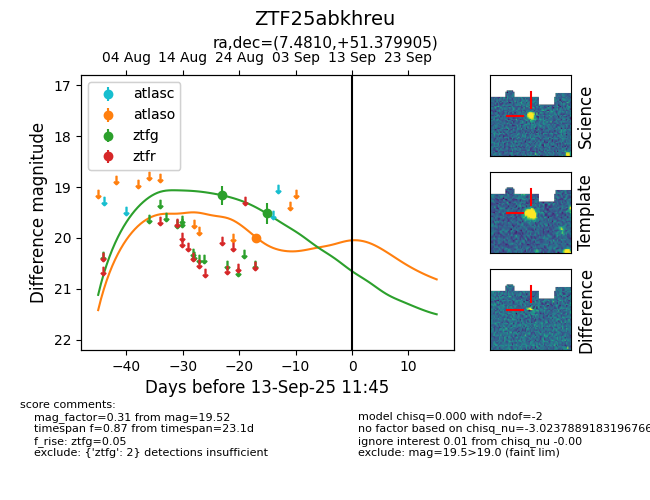 ZTF25abkhreu
ra,dec=(7.4810,+51.379905)
04 Aug 14 Aug 24 Aug 03 Sep 13 Sep 23 Sep
atlasc
atlaso
ztfg
ztfr
17
18
19
20
21
22
Difference magnitude
−40 −30 −20 −10 0 10
Days before 13-Sep-25 11:45
Science
Template
Difference
score comments:
mag_factor=0.31 from mag=19.52
timespan f=0.87 from timespan=23.1d
f_rise: ztfg=0.05
exclude: {'ztfg': 2} detections insufficient
model chisq=0.000 with ndof=-2
no factor based on chisq_nu=-3.0237889183196766
ignore interest 0.01 from chisq_nu -0.00
exclude: mag=19.5>19.0 (faint lim)